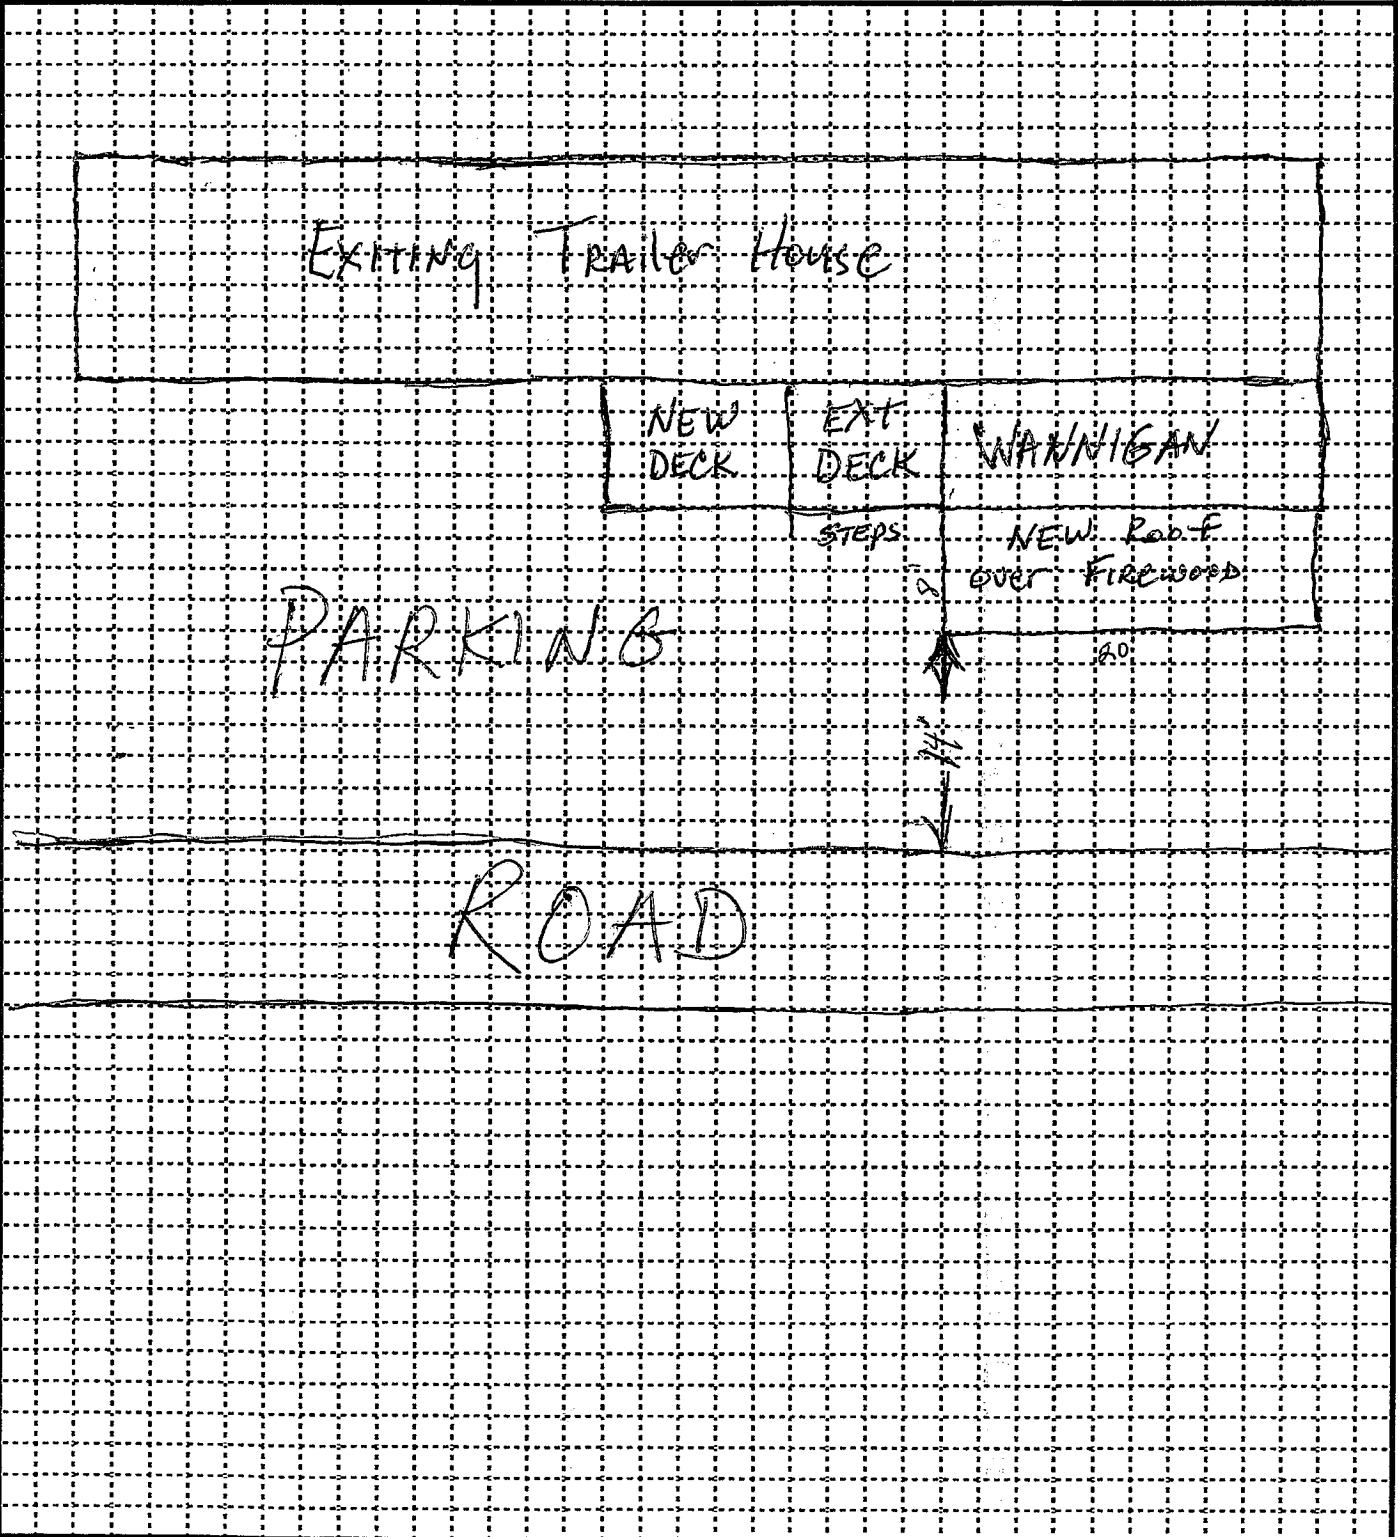 EXITING TRAILER HOUSE
NEW DECK
EXT DECK
WANNIGAN
STEPS
NEW ROOF
OVER FIREWOOD
8'
20
PARKING
14'
ROAD